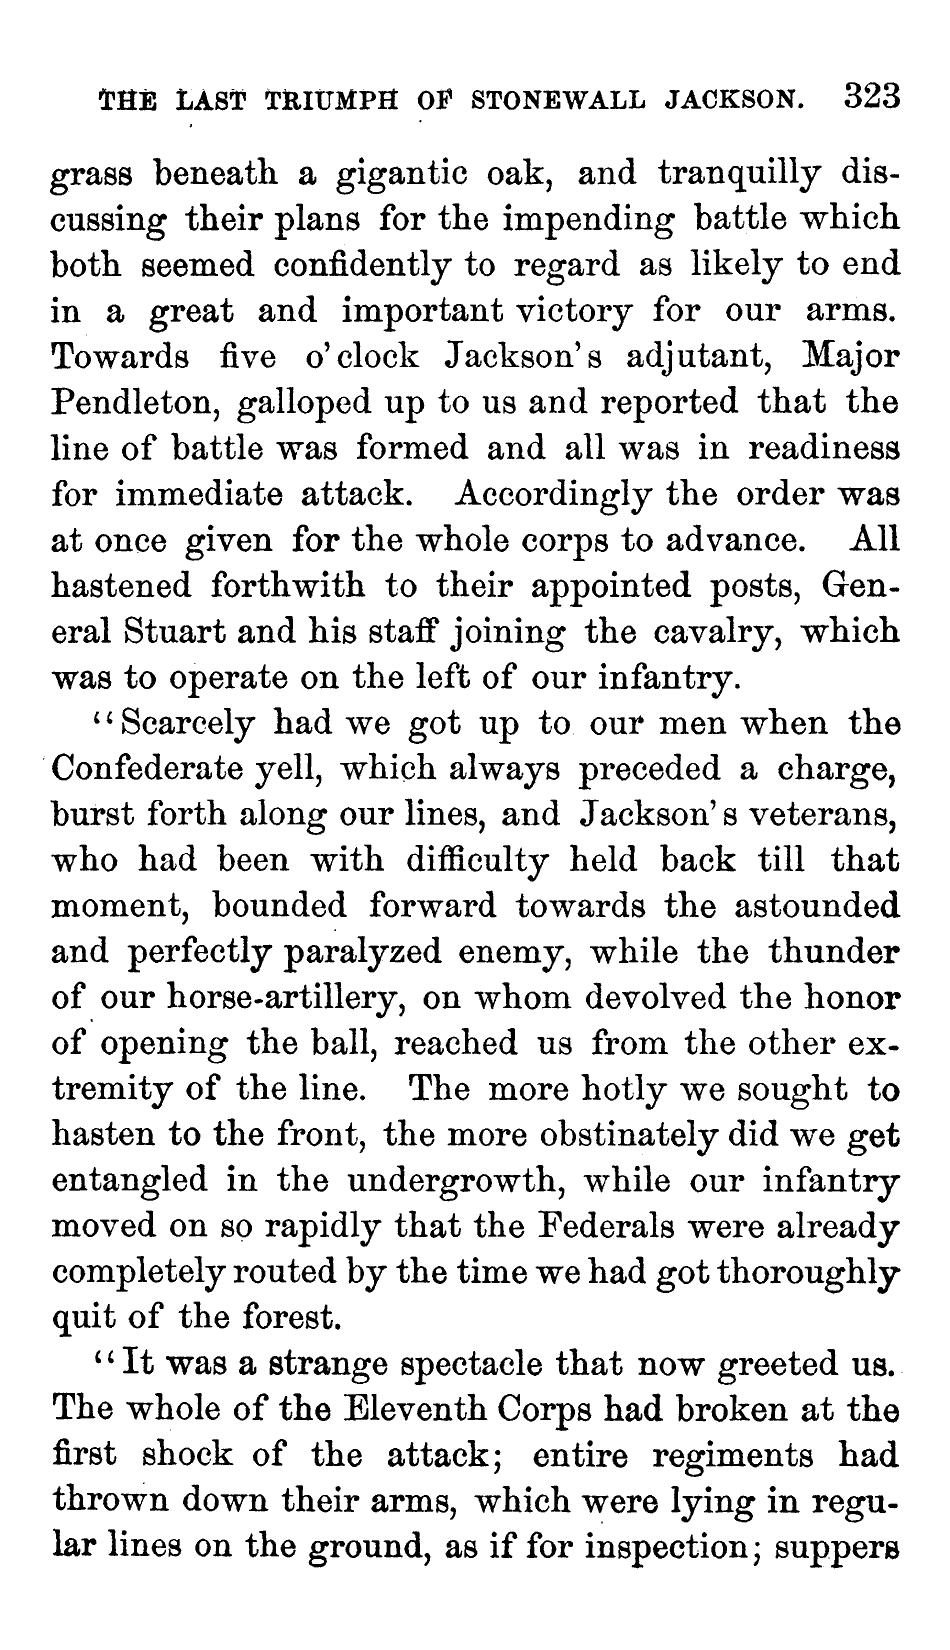 THE LAST TRIUMPH OF STONEWALL JACKSON. 323
grass beneath a gigantic oak, and tranquilly dis-
cussing their plans for the impending battle which
both seemed confidently to regard as likely to end
in a great and important victory for our arms.
Towards five o'clock Jackson's adjutant, Major
Pendleton, galloped up to us and reported that the
line of battle was formed and all was in readiness
for immediate attack. Accordingly the order was
at once given for the whole corps to advance. All
hastened forthwith to their appointed posts, Gen-
eral Stuart and his staff joining the cavalry, which
was to operate on the left of our infantry.
“Scarcely had we got up to our men when the
Confederate yell, which always preceded a charge,
burst forth along our lines, and Jackson's veterans,
who had been with difficulty held back till that
moment, bounded forward towards the astounded
and perfectly paralyzed enemy, while the thunder
of our horse-artillery, on whom devolved the honor
of opening the ball, reached us from the other ex-
tremity of the line. The more hotly we sought to
hasten to the front, the more obstinately did we get
entangled in the undergrowth, while our infantry
moved on so rapidly that the Federals were already
completely routed by the time we had got thoroughly
quit of the forest.
“It was a strange spectacle that now greeted us.
The whole of the Eleventh Corps had broken at the
first shock of the attack; entire regiments had
thrown down their arms, which were lying in regu-
lar lines on the ground, as if for inspection; suppers